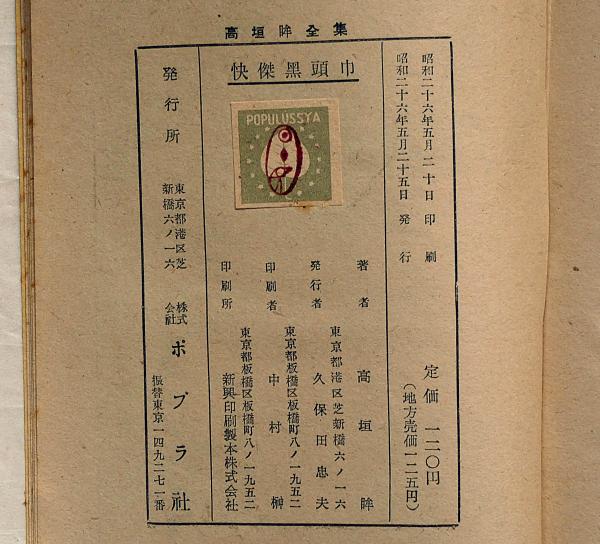 高垣眸全集
快傑黑頭巾
POPULUSSYA
昭和二十六年五月二十日 印刷
昭和二十六年五月二十五日 発行
定価 一二〇円
(地方売価一二五円)
著者 高垣眸
東京都港区芝新橋六ノ一六
発行者 久保田忠夫
東京都板橋区板橋町八ノ一九五二
印刷者 中村榊
東京都板橋区板橋町八ノ一九五二
印刷所 新興印刷製本株式会社
発行所
東京都港区芝
新橋六ノ一六
株式会社 ポプラ社
振替東京一四九二七一番